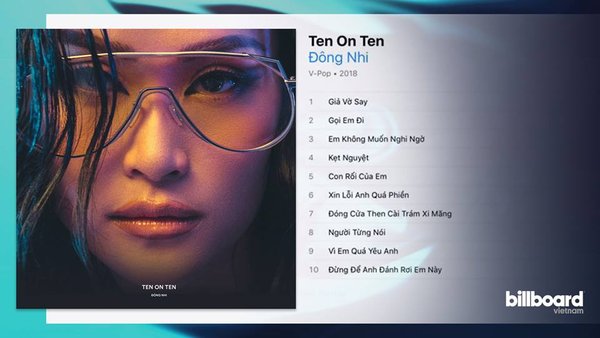 Ten On Ten
Đông Nhi
V-Pop • 2018
1 Giả Vờ Say
2 Gọi Em Đi
3 Em Không Muốn Nghi Ngờ
4 Kẹt Nguyệt
5 Con Rối Của Em
6 Xin Lỗi Anh Quá Phiền
7 Đóng Cửa Then Cài Trám Xi Măng
8 Người Từng Nói
9 Vì Em Quá Yêu Anh
10 Đừng Để Anh Đánh Rơi Em Này
TEN ON TEN
ĐÔNG NHI
billboard
vietnam